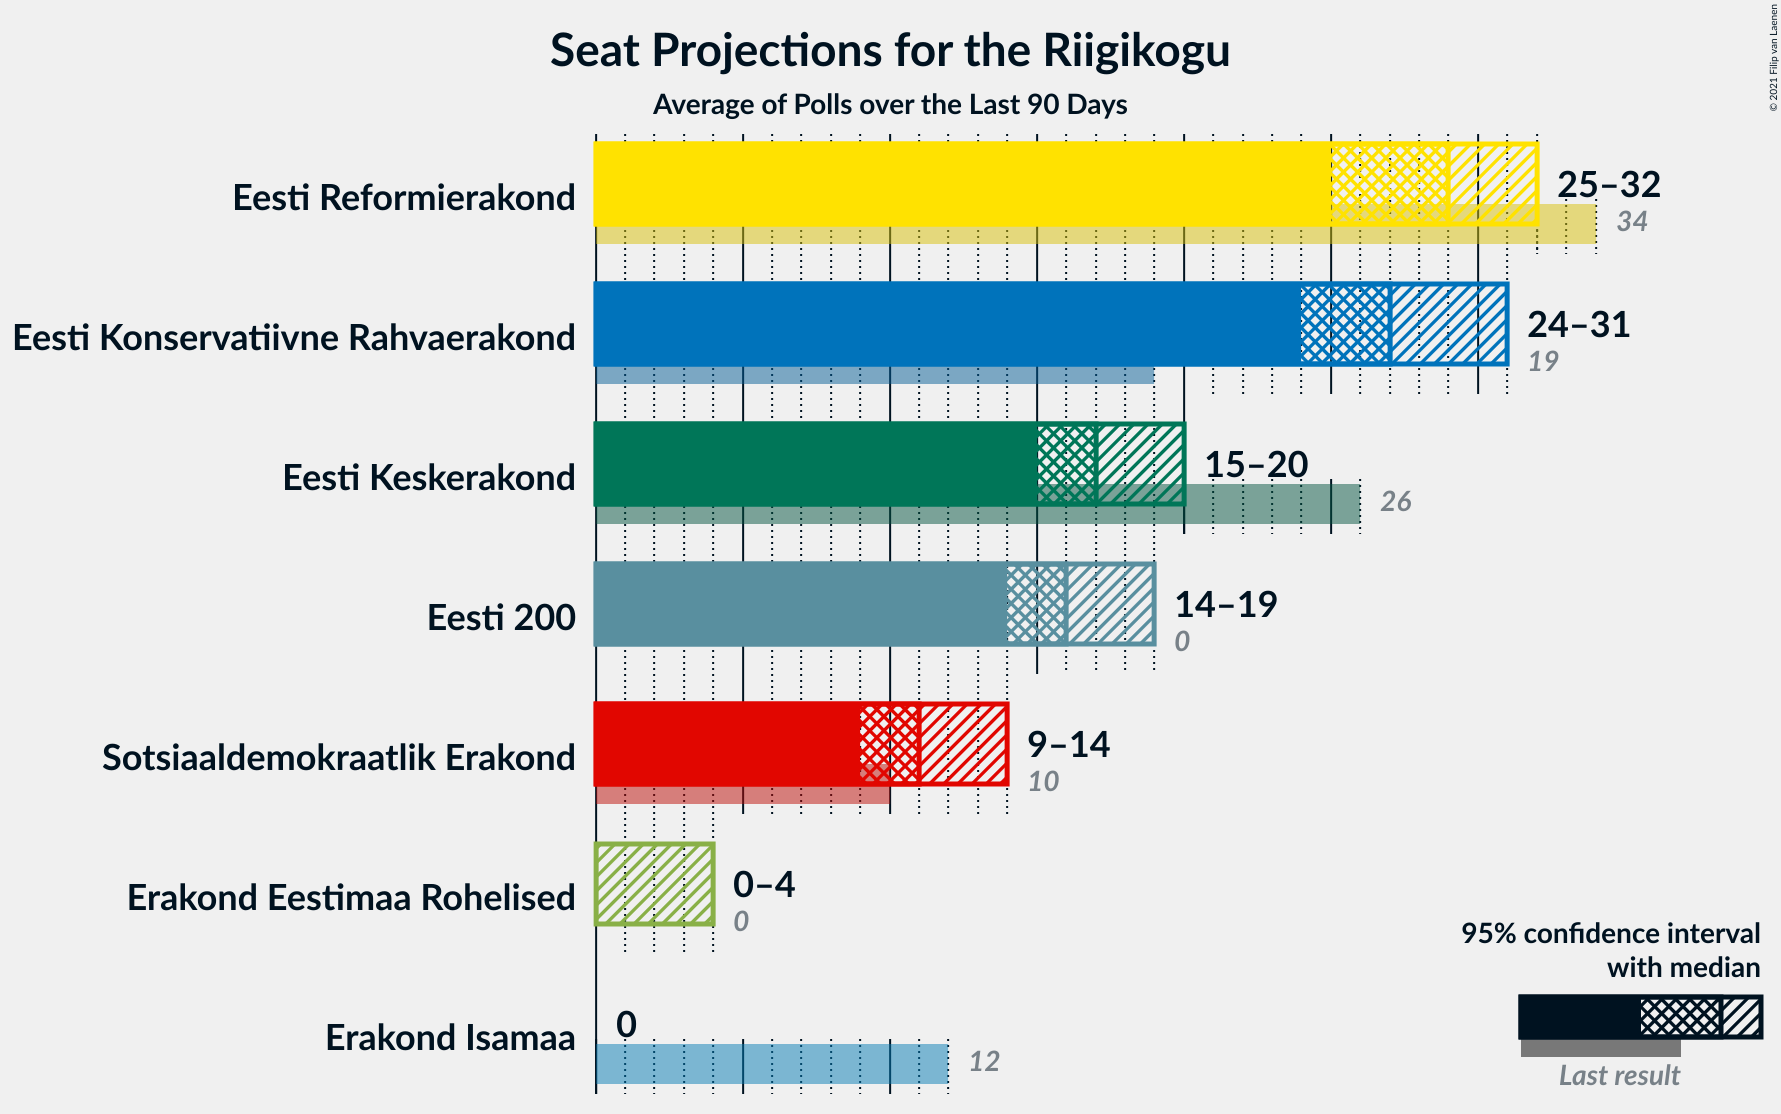 Seat Projections for the Riigikogu
Average of Polls over the Last 90 Days
© 2021 Filip van Laenen
Eesti Reformierakond
25–32
34
Eesti Konservatiivne Rahvaerakond
24–31
19
Eesti Keskerakond
15–20
26
Eesti 200
14–19
0
Sotsiaaldemokraatlik Erakond
9–14
10
Erakond Eestimaa Rohelised
0–4
0
Erakond Isamaa
0
12
95% confidence interval
with median
Last result